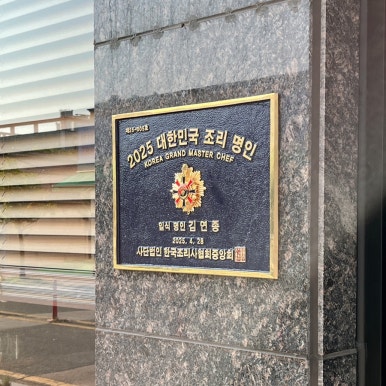 2025 대한민국 조리 명인
KOREA GRAND MASTER CHEF
일식 명인 김연종
2025. 4. 28
사단법인 한국조리사협회중앙회